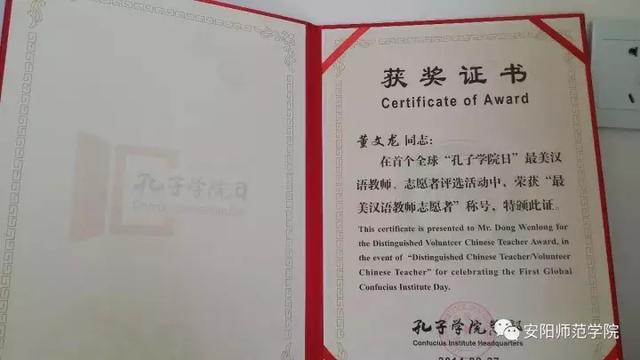 孔子学院日
获奖证书
Certificate of Award
董文龙 同志：
在首个全球“孔子学院日”最美汉
语教师、志愿者评选活动中，荣获“最
美汉语教师志愿者”称号，特颁此证。
This certificate is presented to Mr. Dong Wenlong for
the Distinguished Volunteer Chinese Teacher Award, in
the event of “Distinguished Chinese Teacher/Volunteer
Chinese Teacher” for celebrating the First Global
Confucius Institute Day.
孔子学院总部
Confucius Institute Headquarters
安阳师范学院